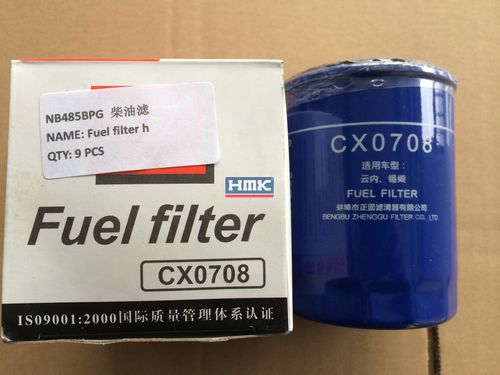 NB485BPG 柴油滤
NAME: Fuel filter h
QTY: 9 PCS
HMK
Fuel filter
CX0708
ISO9001:2000国际质量管理体系认证
CX0708
适用车型:
云内、锡柴
FUEL FILTER
蚌埠市正固滤清器有限公司
BENGBU ZHENGGU FILTER CO., LTD